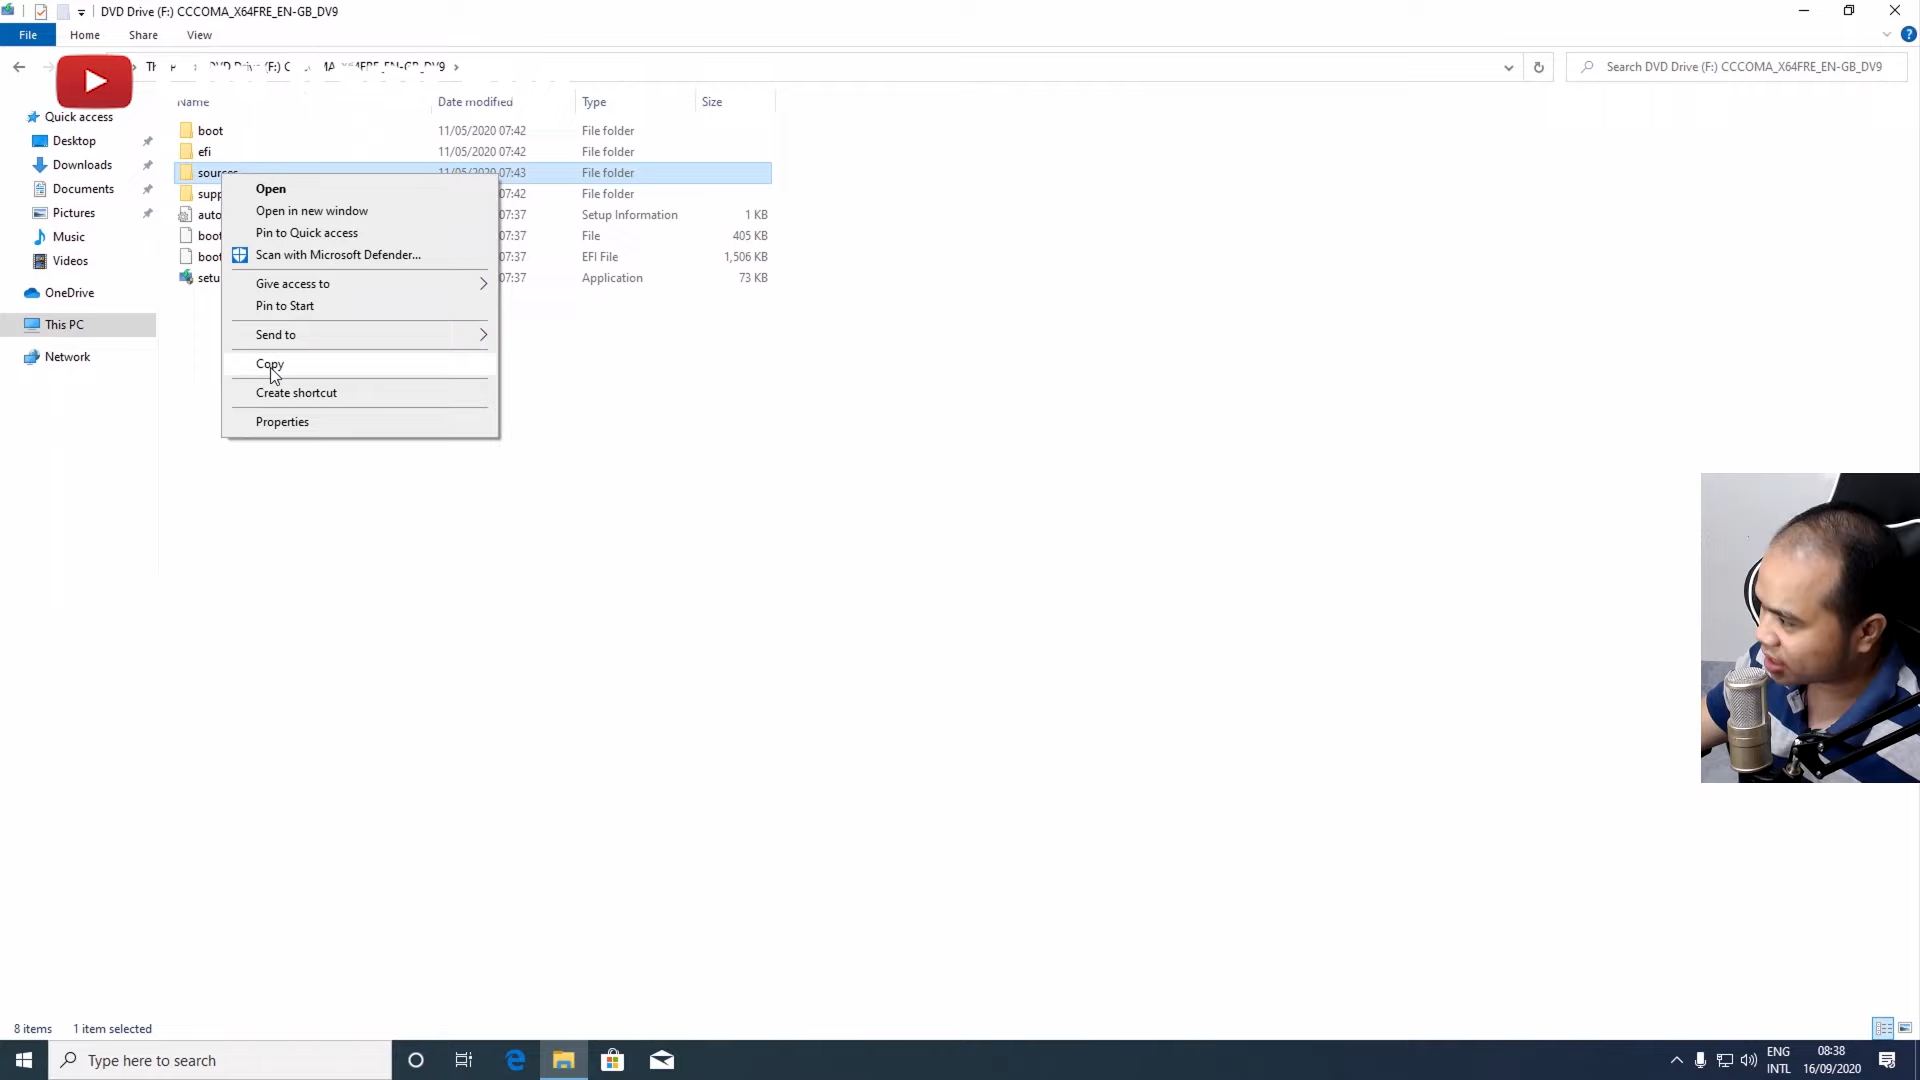 DVD Drive (F:) CCCOMA_X64FRE_EN-GB_DV9
File Home Share View
Search DVD Drive (F:) CCCOMA_X64FRE_EN-GB_DV9
Name Date modified Type Size
Quick access
Desktop
Downloads
Documents
Pictures
Music
Videos
OneDrive
This PC
Network
boot 11/05/2020 07:42 File folder
efi 11/05/2020 07:42 File folder
sources 11/05/2020 07:43 File folder
07:42 File folder
07:37 Setup Information 1 KB
07:37 File 405 KB
07:37 EFI File 1,506 KB
07:37 Application 73 KB
Open
Open in new window
Pin to Quick access
Scan with Microsoft Defender...
Give access to
Pin to Start
Send to
Copy
Create shortcut
Properties
8 items 1 item selected
Type here to search
ENG
INTL
08:38
16/09/2020